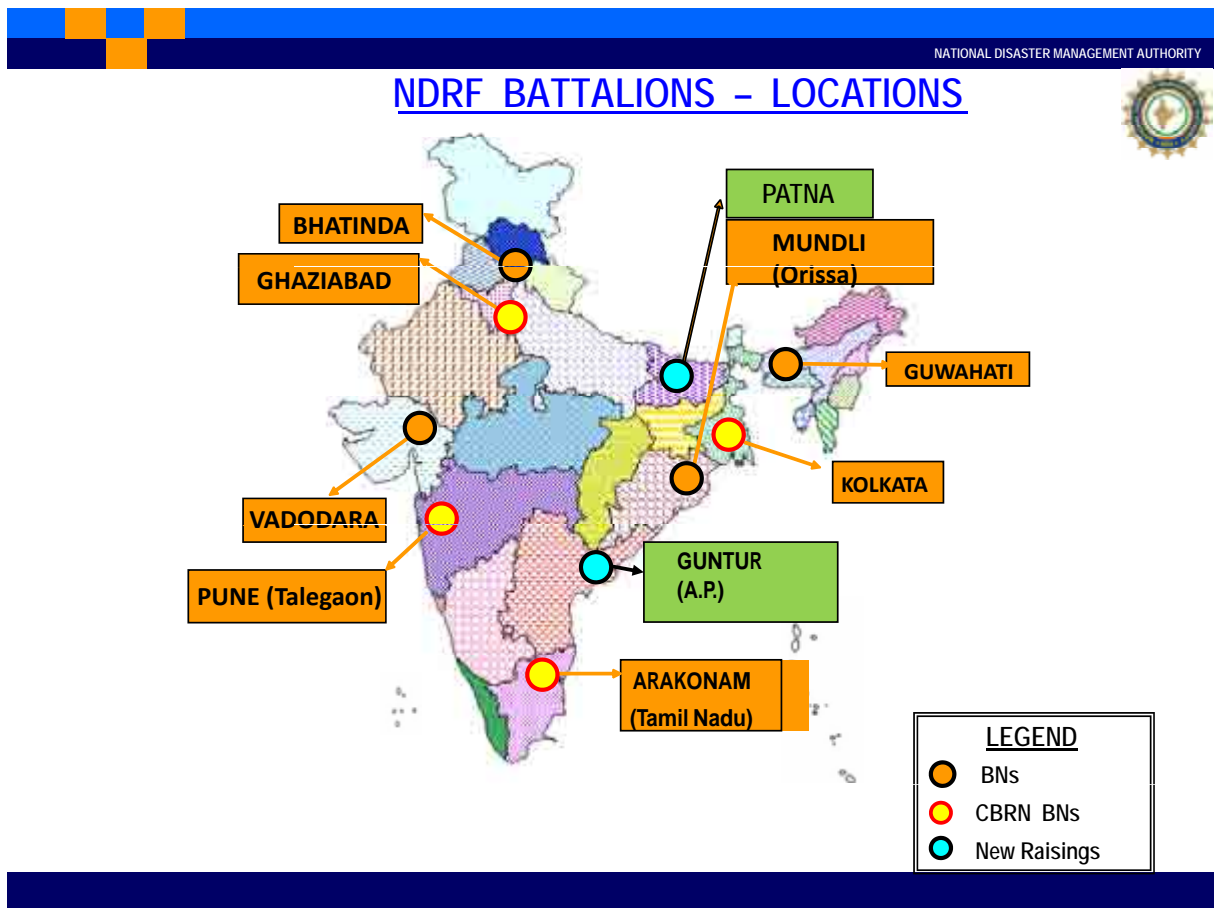 NATIONAL DISASTER MANAGEMENT AUTHORITY
NDRF BATTALIONS – LOCATIONS
PATNA
BHATINDA
MUNDLI
(Orissa)
GHAZIABAD
GUWAHATI
KOLKATA
VADODARA
GUNTUR
(A.P.)
PUNE (Talegaon)
ARAKONAM
(Tamil Nadu)
LEGEND
BNs
CBRN BNs
New Raisings